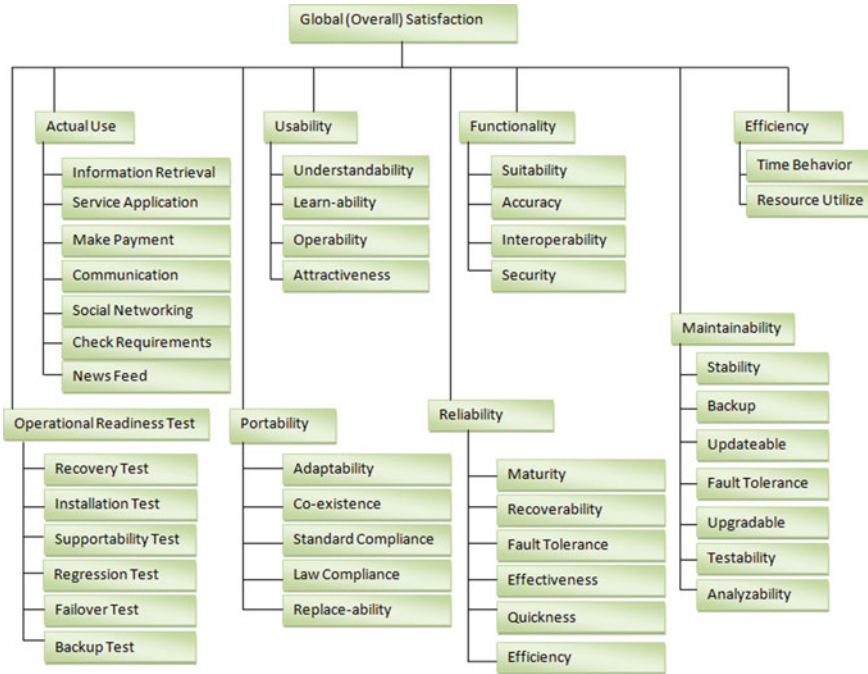 Global (Overall) Satisfaction
Actual Use
Information Retrieval
Service Application
Make Payment
Communication
Social Networking
Check Requirements
News Feed
Usability
Understandability
Learn-ability
Operability
Attractiveness
Functionality
Suitability
Accuracy
Interoperability
Security
Efficiency
Time Behavior
Resource Utilize
Operational Readiness Test
Recovery Test
Installation Test
Supportability Test
Regression Test
Failover Test
Backup Test
Portability
Adaptability
Co-existence
Standard Compliance
Law Compliance
Replace-ability
Reliability
Maturity
Recoverability
Fault Tolerance
Effectiveness
Quickness
Efficiency
Maintainability
Stability
Backup
Updateable
Fault Tolerance
Upgradable
Testability
Analyzability